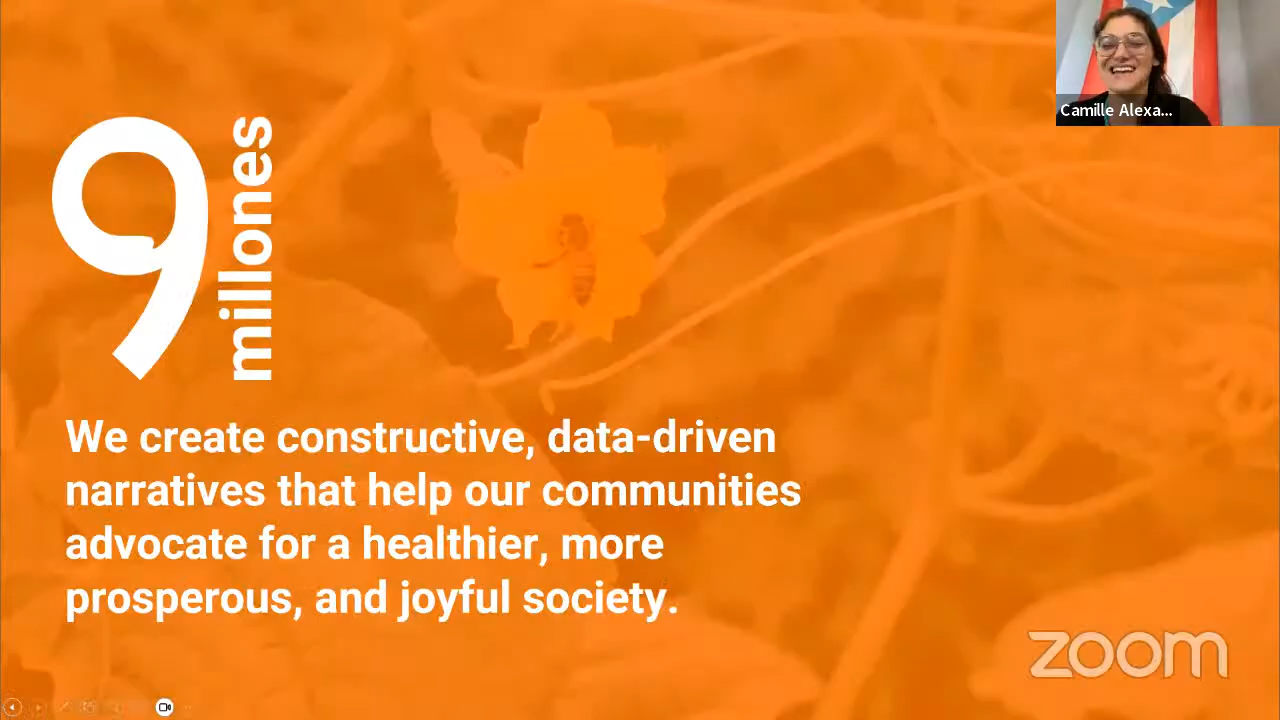 Camille Alexa...
9
millones
We create constructive, data-driven
narratives that help our communities
advocate for a healthier, more
prosperous, and joyful society.
zoom